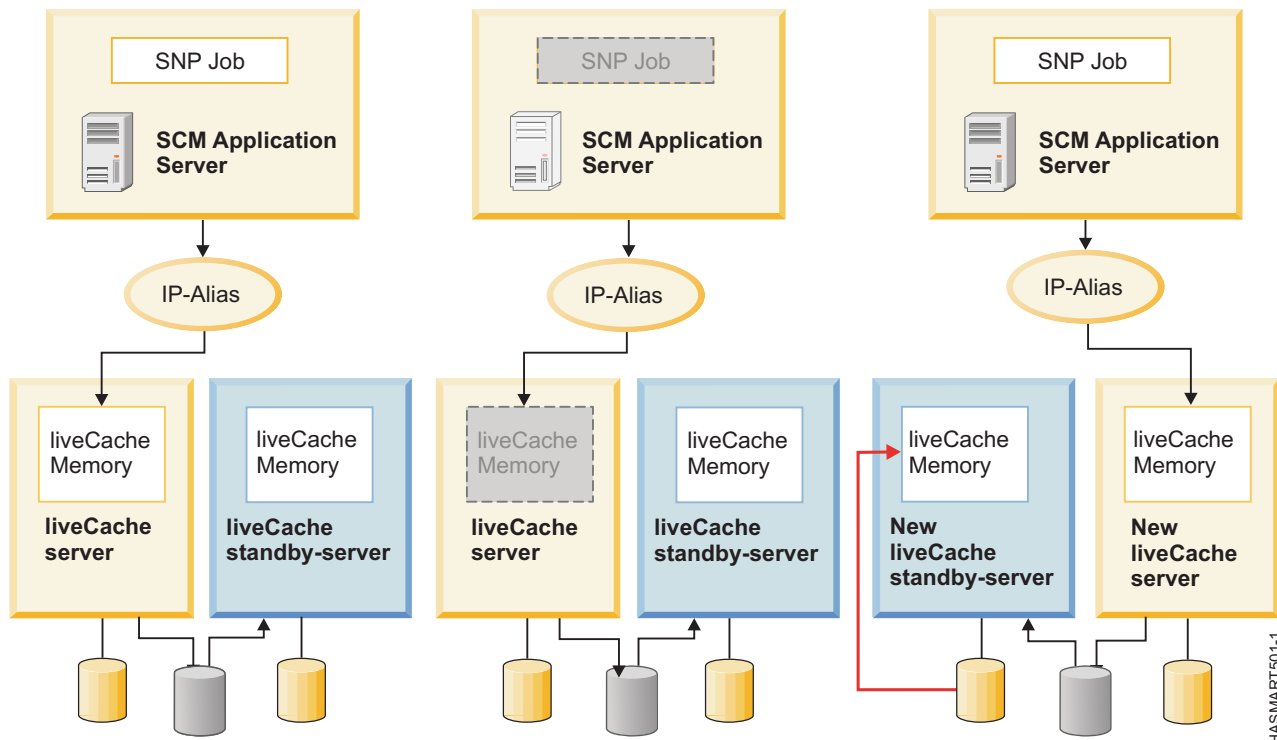 SNP Job
SCM Application
Server
IP-Alias
liveCache
Memory
liveCache
server
liveCache
Memory
liveCache
standby-server
SNP Job
SCM Application
Server
IP-Alias
liveCache
Memory
liveCache
server
liveCache
Memory
liveCache
standby-server
SNP Job
SCM Application
Server
IP-Alias
liveCache
Memory
New
liveCache
standby-server
liveCache
Memory
New
liveCache
server
HASMART501-1